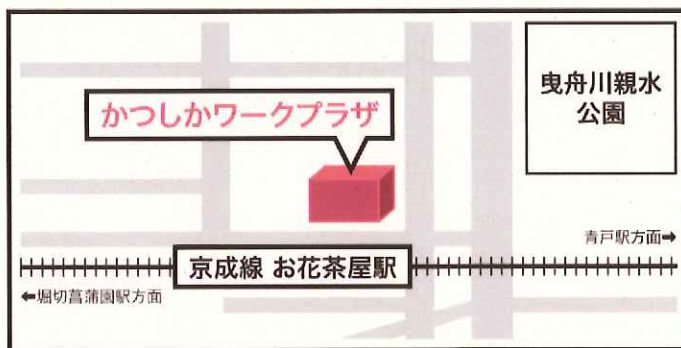 曳舟川親水
公園
かつしかワークプラザ
青戸駅方面→
京成線 お花茶屋駅
←堀切菖蒲園駅方面